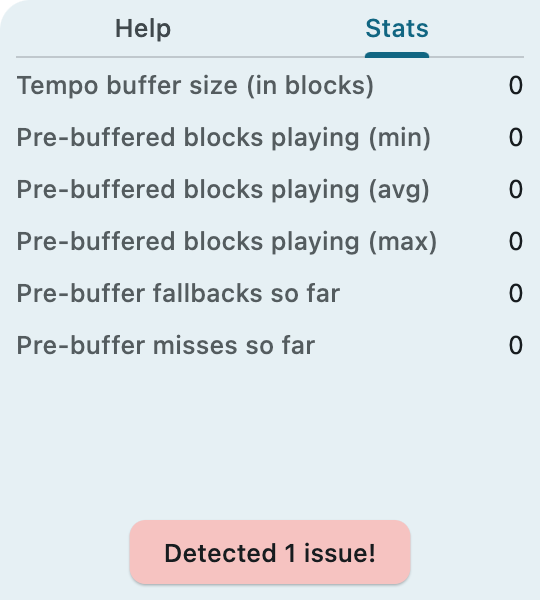 Help Stats
Tempo buffer size (in blocks) 0
Pre-buffered blocks playing (min) 0
Pre-buffered blocks playing (avg) 0
Pre-buffered blocks playing (max) 0
Pre-buffer fallbacks so far 0
Pre-buffer misses so far 0
Detected 1 issue!